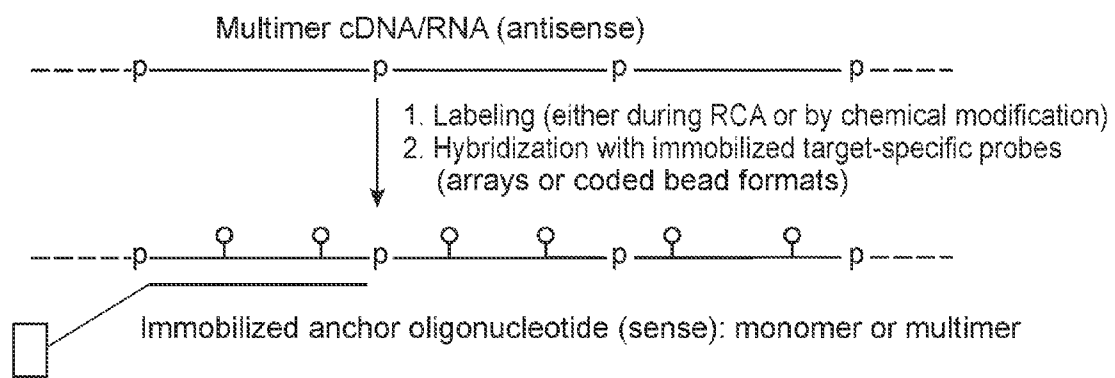 Multimer cDNA/RNA (antisense)
p p p p
1. Labeling (either during RCA or by chemical modification)
2. Hybridization with immobilized target-specific probes
(arrays or coded bead formats)
p p p p
Immobilized anchor oligonucleotide (sense): monomer or multimer